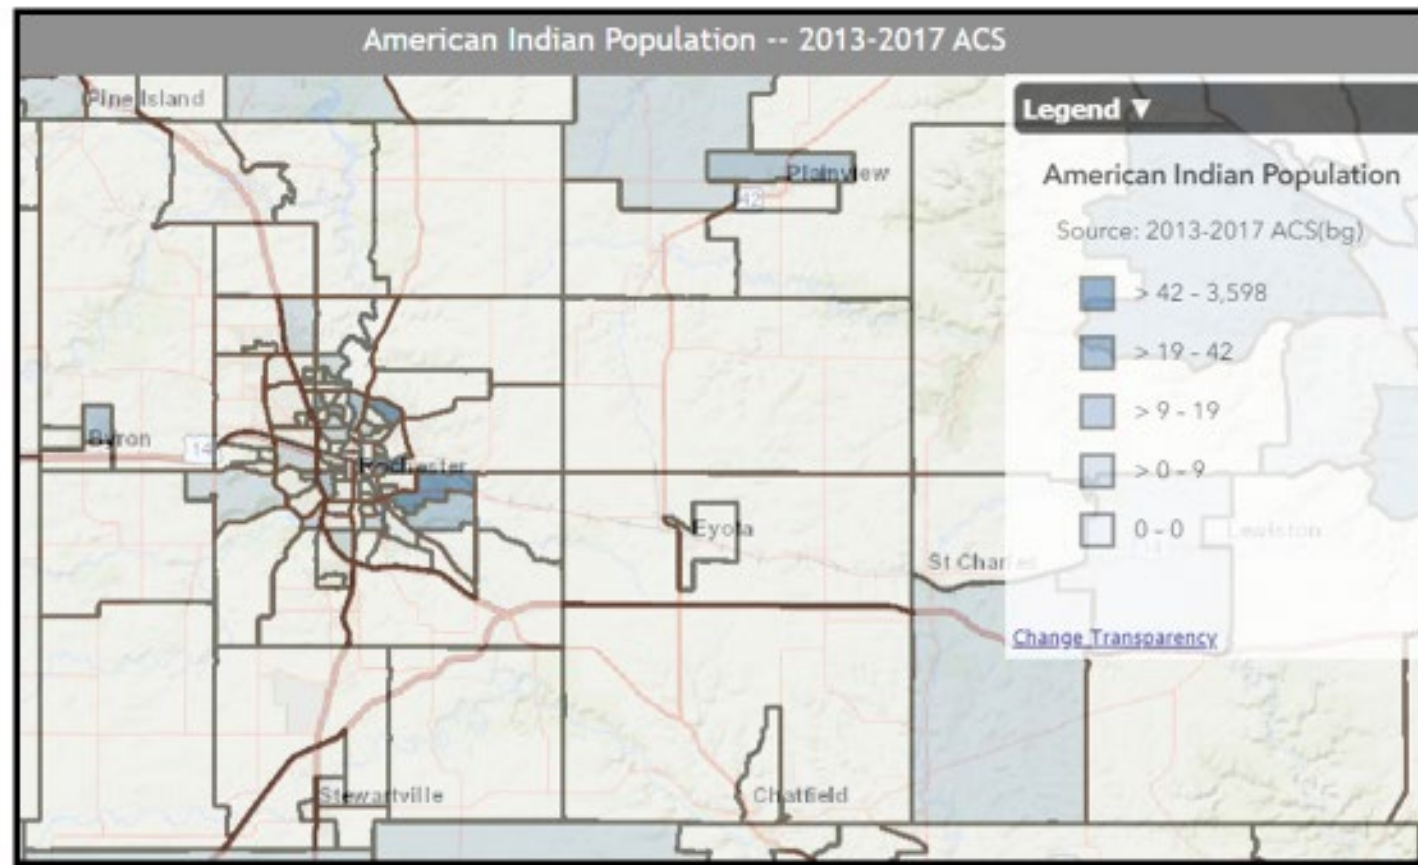 American Indian Population -- 2013-2017 ACS
Pine Island
Legend ▼
Plainview
42
American Indian Population
Source: 2013-2017 ACS(bg)
> 42 - 3,598
> 19 - 42
> 9 - 19
> 0 - 9
0 - 0
Byron
14
Rochester
Eyota
Lewiston
St Charles
Change Transparency
Stewartville
Chatfield